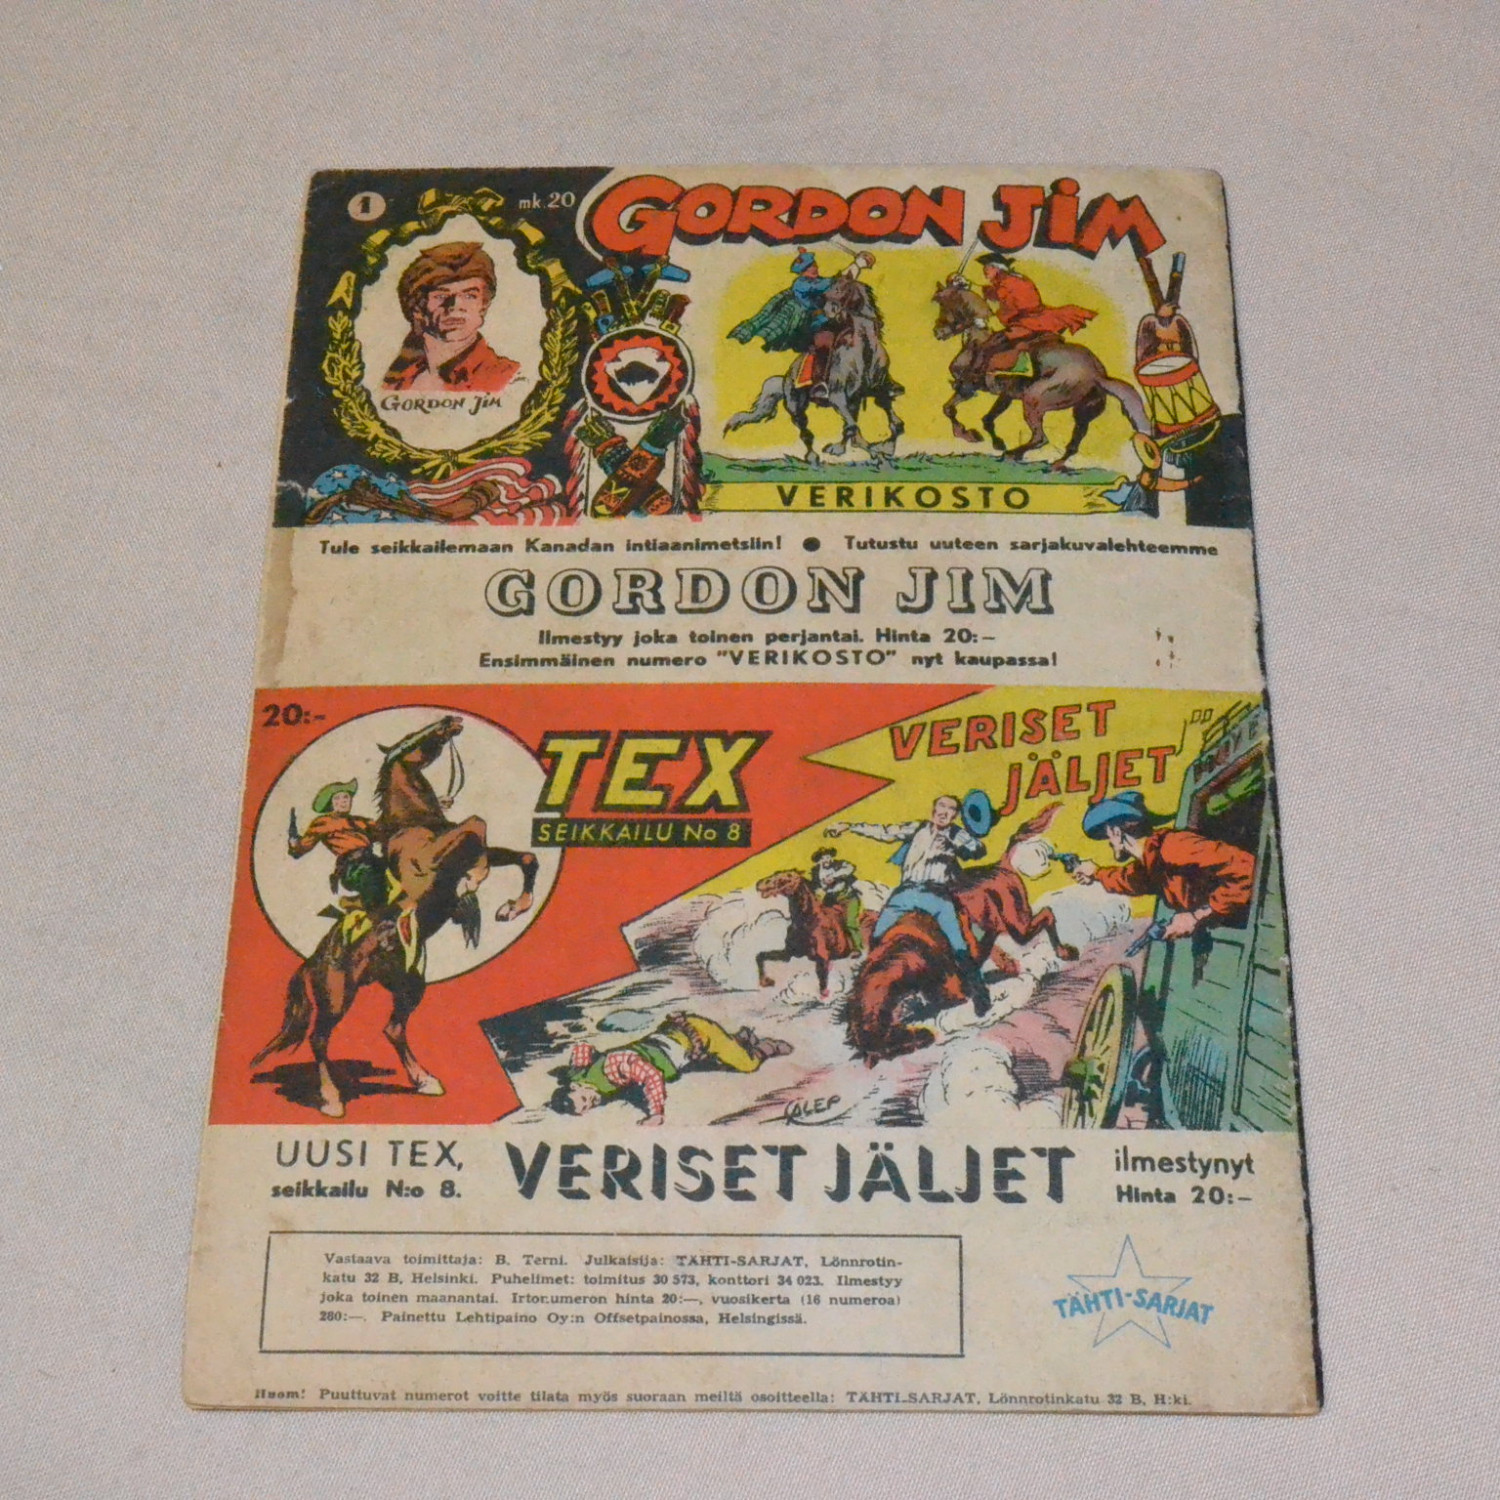 1
mk.20
GORDON JIM
GORDON JIM
VERIKOSTO
Tule seikkailemaan Kanadan intiaanimetsiin! ● Tutustu uuteen sarjakuvalehteemme
GORDON JIM
Ilmestyy joka toinen perjantai. Hinta 20:–
Ensimmäinen numero "VERIKOSTO" nyt kaupassa!
20:–
TEX
SEIKKAILU No 8
VERISET
JÄLJET
GALEP
UUSI TEX,
seikkailu N:o 8.
VERISET JÄLJET
ilmestynyt
Hinta 20:–
Vastaava toimittaja: B. Terni. Julkaisija: TÄHTI-SARJAT, Lönnrotin-
katu 32 B, Helsinki. Puhelimet: toimitus 30 573, konttori 34 023. Ilmestyy
joka toinen maanantai. Irtonumeron hinta 20:—, vuosikerta (16 numeroa)
280:—. Painettu Lehtipaino Oy:n Offsetpainossa, Helsingissä.
TÄHTI-SARJAT
Huom! Puuttuvat numerot voitte tilata myös suoraan meiltä osoitteella: TÄHTI-SARJAT, Lönnrotinkatu 32 B, H:ki.